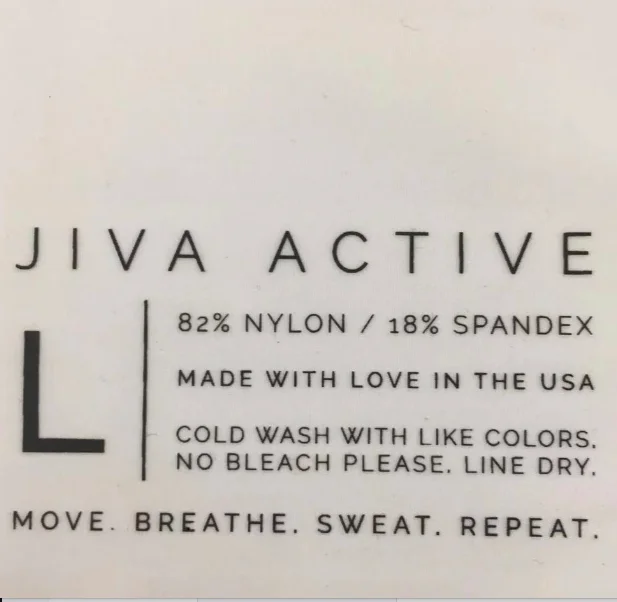 JIVA ACTIVE
L
82% NYLON / 18% SPANDEX
MADE WITH LOVE IN THE USA
COLD WASH WITH LIKE COLORS.
NO BLEACH PLEASE. LINE DRY.
MOVE. BREATHE. SWEAT. REPEAT.